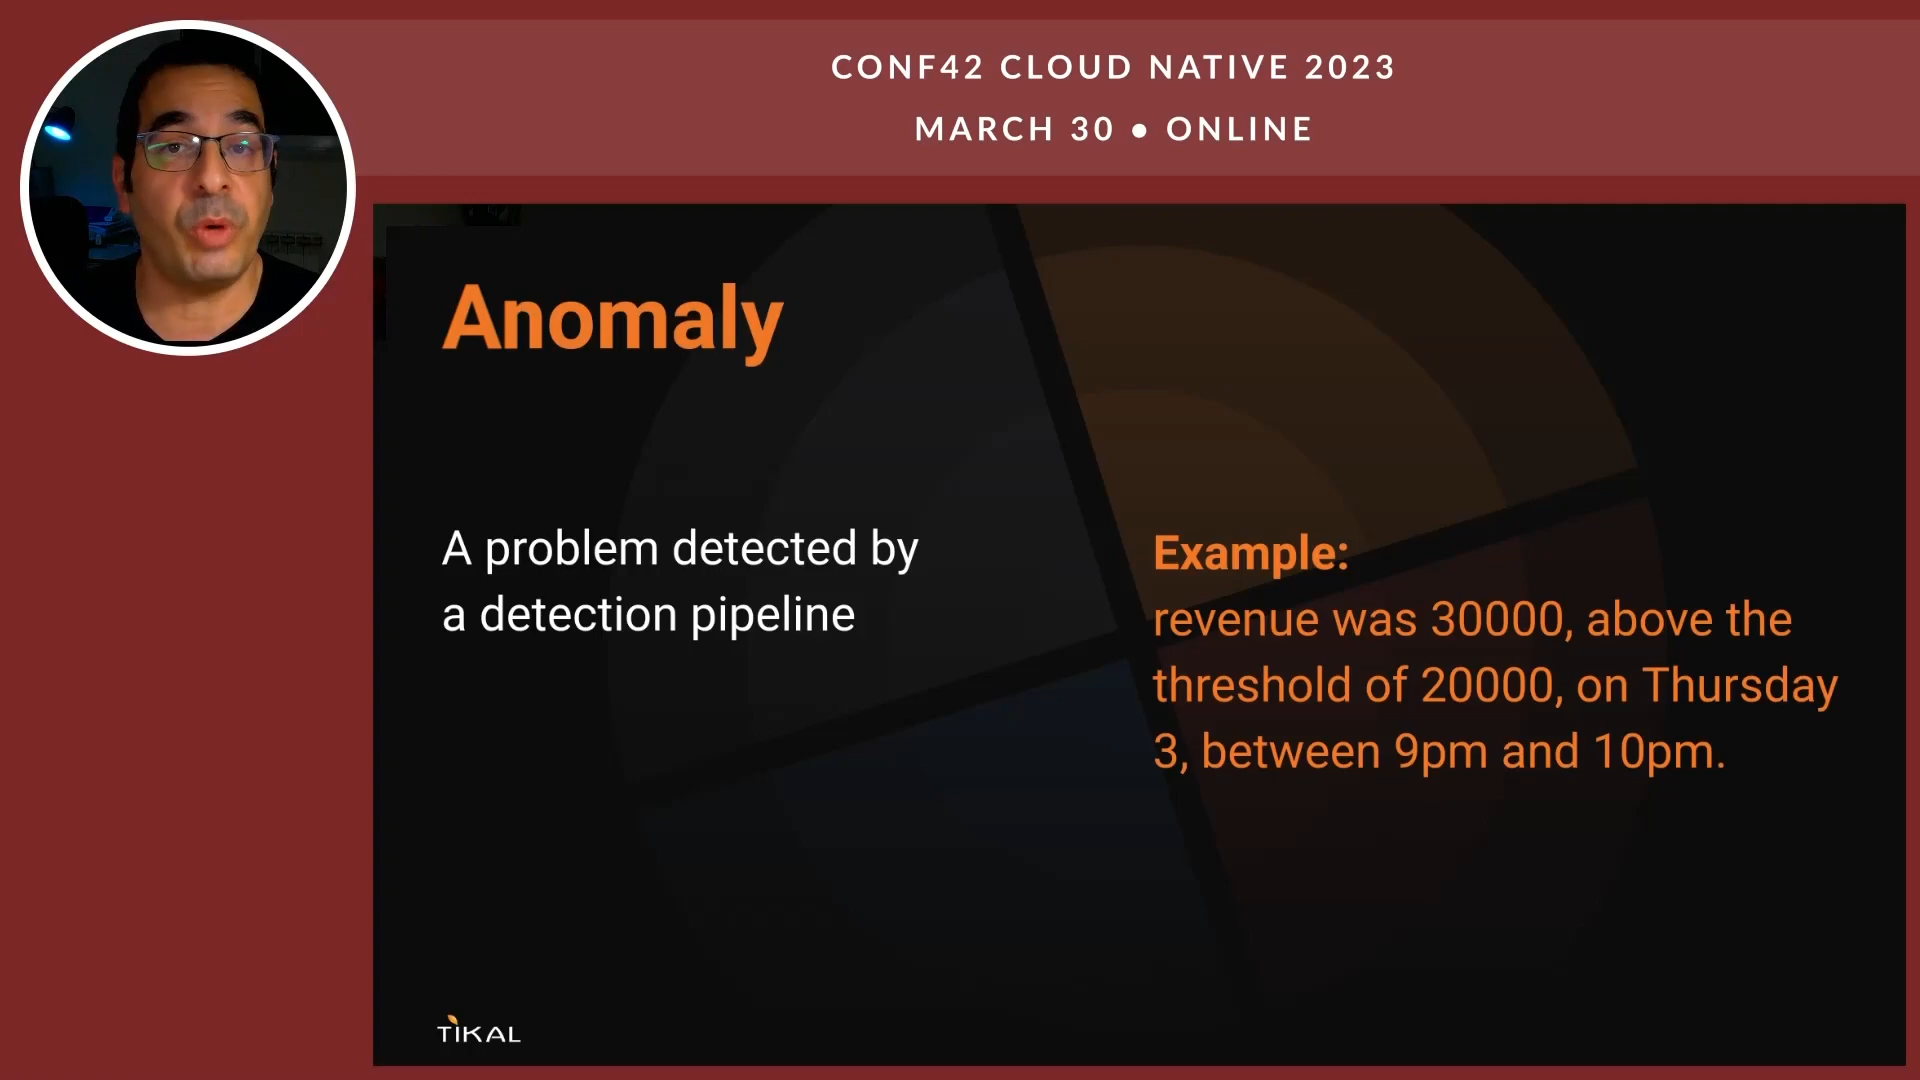 CONF42 CLOUD NATIVE 2023
MARCH 30 ● ONLINE
Anomaly
A problem detected by
a detection pipeline
Example:
revenue was 30000, above the
threshold of 20000, on Thursday
3, between 9pm and 10pm.
TIKAL